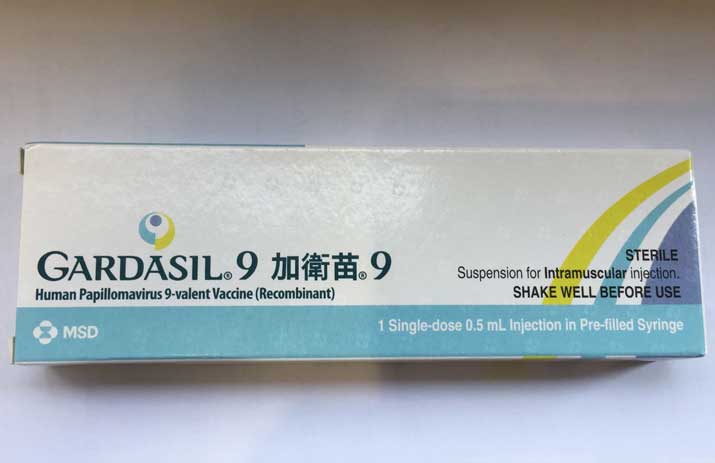 GARDASIL®9 加衛苗®9
Human Papillomavirus 9-valent Vaccine (Recombinant)
STERILE
Suspension for Intramuscular injection.
SHAKE WELL BEFORE USE
MSD
1 Single-dose 0.5 mL Injection in Pre-filled Syringe